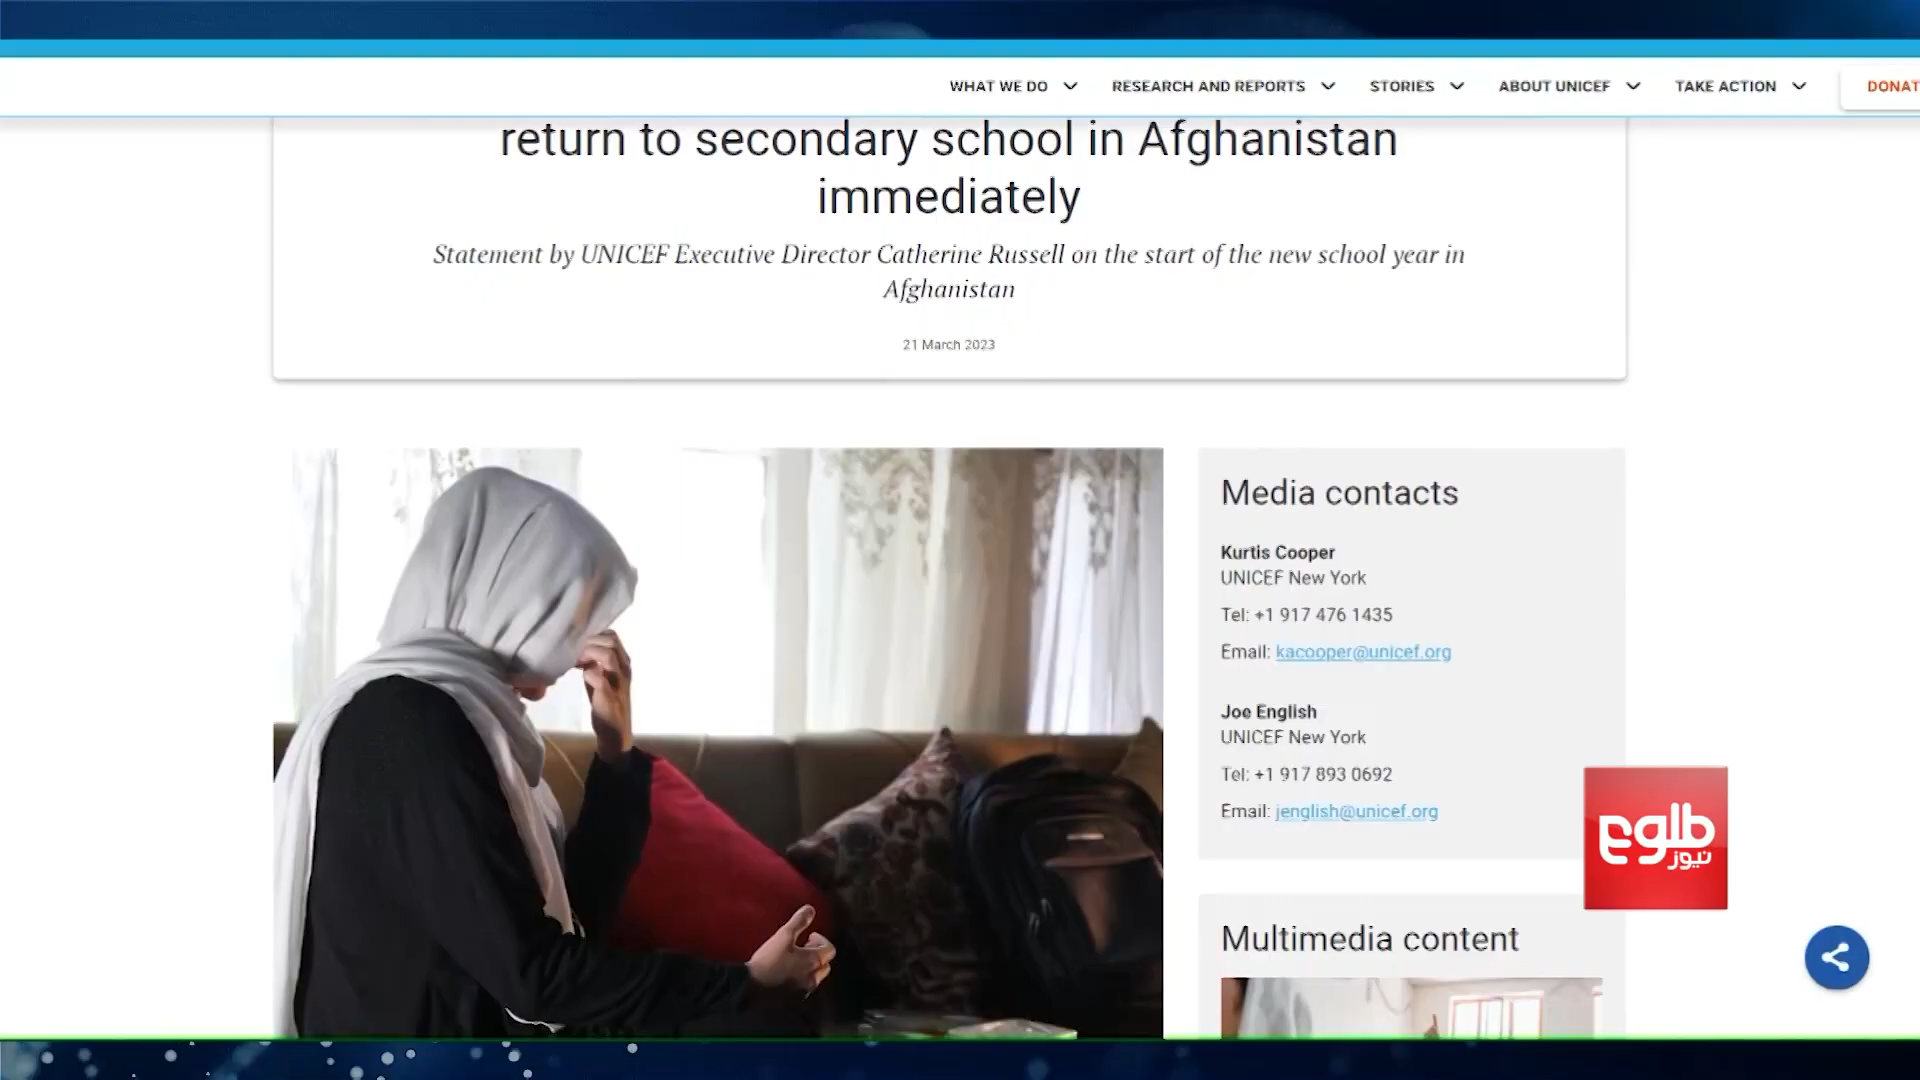 WHAT WE DO
RESEARCH AND REPORTS
STORIES
ABOUT UNICEF
TAKE ACTION
DONAT
return to secondary school in Afghanistan
immediately
Statement by UNICEF Executive Director Catherine Russell on the start of the new school year in
Afghanistan
21 March 2023
Media contacts
Kurtis Cooper
UNICEF New York
Tel: +1 917 476 1435
Email: kacooper@unicef.org
Joe English
UNICEF New York
Tel: +1 917 893 0692
Email: jenglish@unicef.org
طلوع
نیوز
Multimedia content